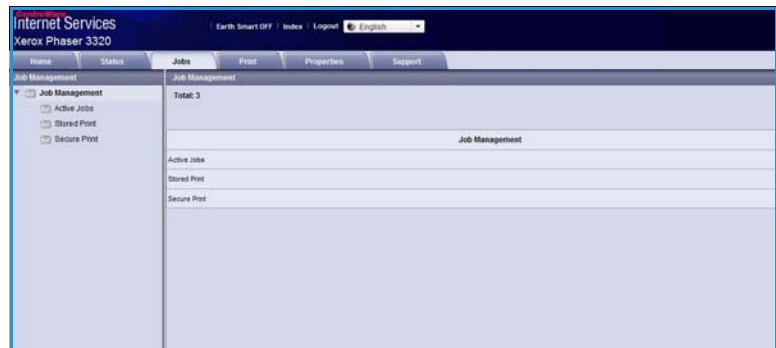 CentreWare
Internet Services
Xerox Phaser 3320
Earth Smart OFF | Index | Logout English
Home Status Jobs Print Properties Support
Job Management
Job Management
Active Jobs
Stored Print
Secure Print
Job Management
Total: 3
Job Management
Active Jobs
Stored Print
Secure Print